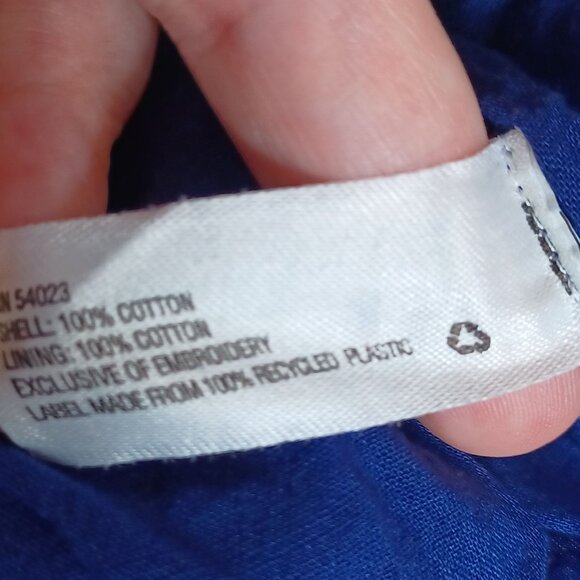 54023
SHELL: 100% COTTON
LINING: 100% COTTON
EXCLUSIVE OF EMBROIDERY
LABEL MADE FROM 100% RECYCLED PLASTIC